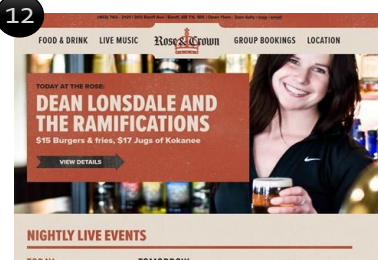 12
FOOD & DRINK LIVE MUSIC Rose & Crown GROUP BOOKINGS LOCATION
TODAY AT THE ROSE:
DEAN LONSDALE AND
THE RAMIFICATIONS
$15 Burgers & fries, $17 Jugs of Kokanee
VIEW DETAILS
NIGHTLY LIVE EVENTS
TODAY TOMORROW